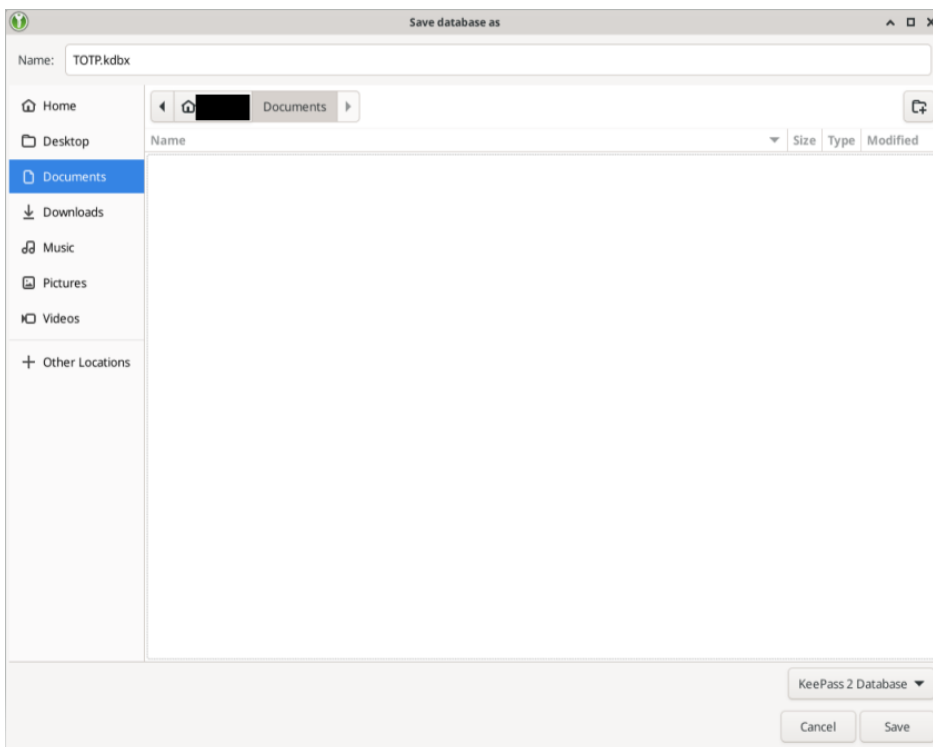 Save database as
Name: TOTP.kdbx
Home
Documents
Name Size Type Modified
Desktop
Documents
Downloads
Music
Pictures
Videos
Other Locations
KeePass 2 Database
Cancel Save